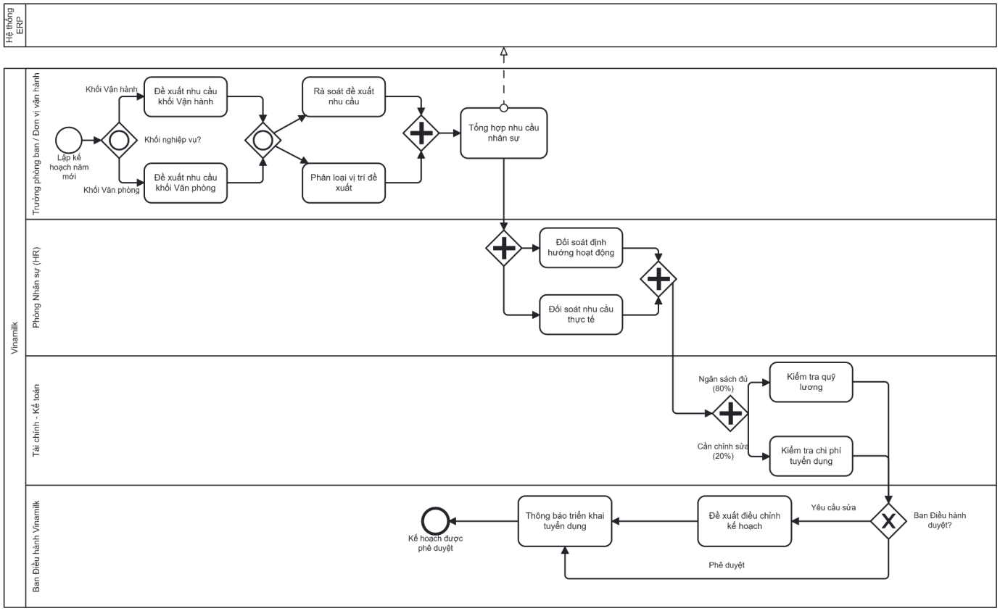 Hệ thống
ERP
Vinamilk
Trưởng phòng ban / Đơn vị vận hành
Khối Vận hành
Đề xuất nhu cầu
khối Vận hành
Rà soát đề xuất
nhu cầu
Khối nghiệp vụ?
Tổng hợp nhu cầu
nhân sự
Lập kế
hoạch năm
mới
Khối Văn phòng
Đề xuất nhu cầu
khối Văn phòng
Phân loại vị trí đề
xuất
Phòng Nhân sự (HR)
Đối soát định
hướng hoạt động
Đối soát nhu cầu
thực tế
Tài chính - Kế toán
Ngân sách đủ
(80%)
Kiểm tra quỹ
lương
Cần chỉnh sửa
(20%)
Kiểm tra chi phí
tuyển dụng
Ban Điều hành Vinamilk
Kế hoạch được
phê duyệt
Thông báo triển khai
tuyển dụng
Đề xuất điều chỉnh
kế hoạch
Yêu cầu sửa
Ban Điều hành
duyệt?
Phê duyệt